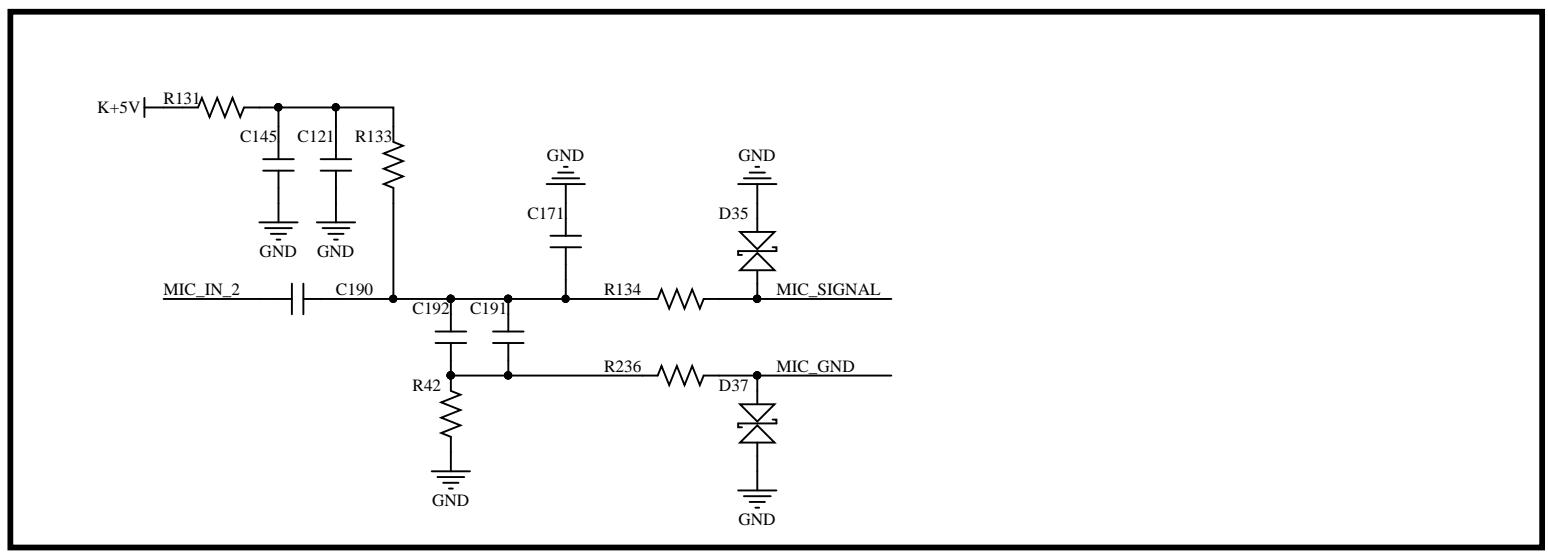 K+5V R131
C145 C121 R133
GND GND
C171 D35
GND GND
MIC_IN_2 C190 R134 MIC_SIGNAL
C192 C191
R236 MIC_GND
R42 D37
GND
GND